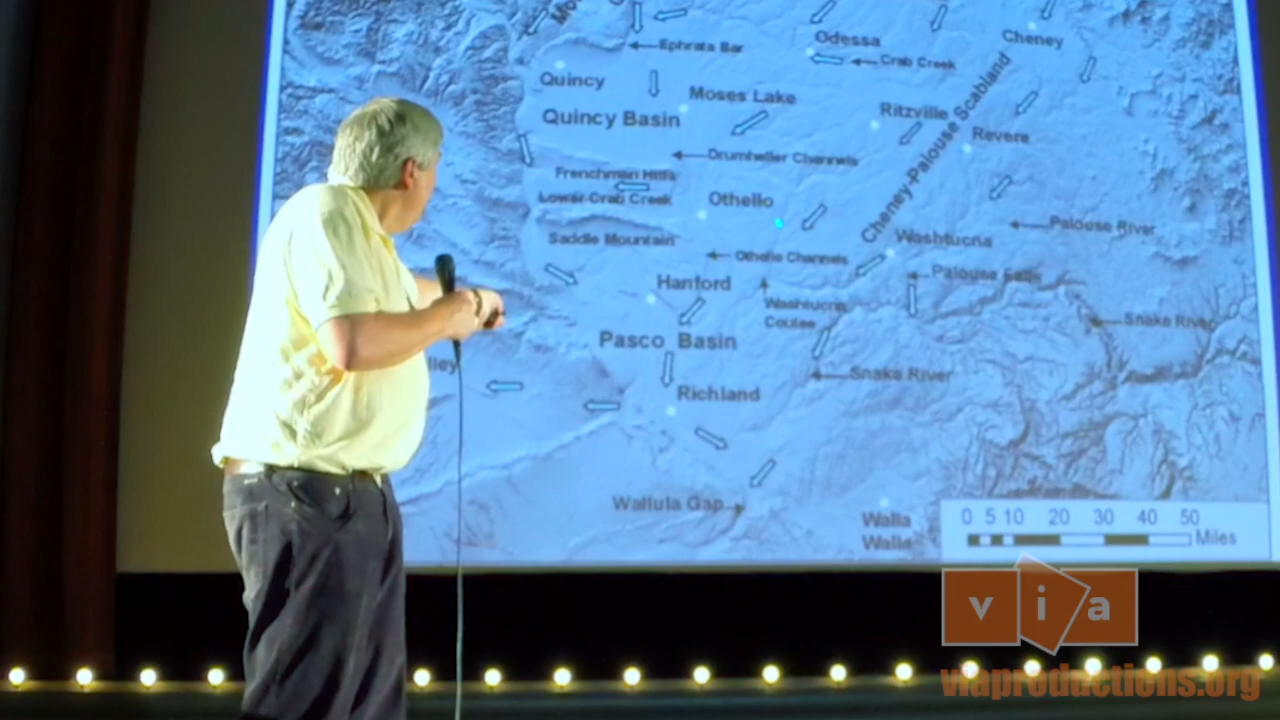 Mo
Odessa
Cheney
Ephrata Bar
Crab Creek
Quincy
Moses Lake
Ritzville
Quincy Basin
Revere
Cheney-Palouse Scabland
Drumheller Channels
Frenchman Hills
Lower Crab Creek
Othello
Palouse River
Saddle Mountain
Washtucna
Othello Channels
Palouse Falls
Hanford
Washtucna
Coulee
Snake River
Pasco Basin
lley
Snake River
Richland
Wallula Gap
Walla
Walla
0 5 10 20 30 40 50
Miles
via
viaproductions.org